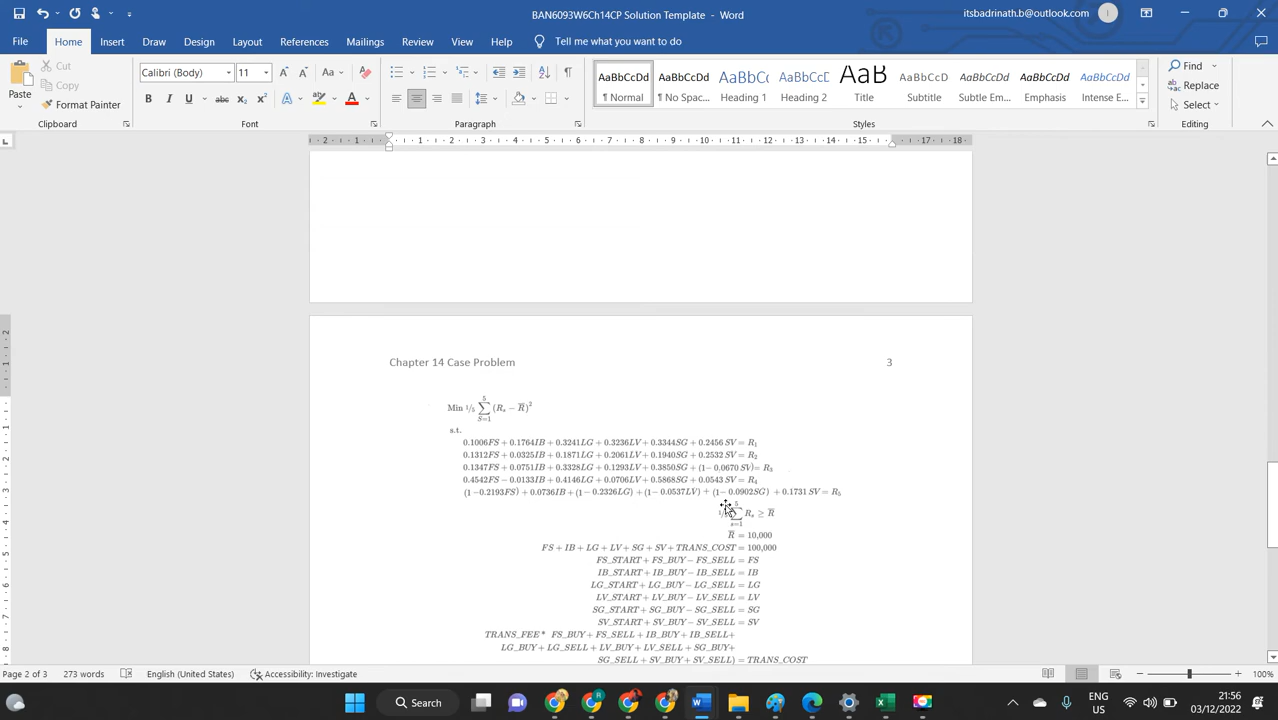 BAN6093W6Ch14CP Solution Template - Word
itsbadrinath.b@outlook.com
I
File Home Insert Draw Design Layout References Mailings Review View Help Tell me what you want to do
Paste
Cut
Copy
Format Painter
Clipboard
Calibri (Body) 11
Font
Paragraph
AaBbCcDd ¶ Normal
AaBbCcDd ¶ No Spac...
AaBbCc Heading 1
AaBbCcC Heading 2
AaB Title
AaBbCcD Subtitle
AaBbCcDd Subtle Em...
AaBbCcDd Emphasis
AaBbCcDd Intense E...
Styles
Find
Replace
Select
Editing
Chapter 14 Case Problem 3
Min 1/5 ∑ S=1 5 (Rs − R̄)²
s.t.
0.1006FS + 0.1764IB + 0.3241LG + 0.3236LV + 0.3344SG + 0.2456 SV = R1
0.1312FS + 0.0325IB + 0.1871LG + 0.2061LV + 0.1940SG + 0.2532 SV = R2
0.1347FS + 0.0751IB + 0.3328LG + 0.1293LV + 0.3850SG + (1− 0.0670 SV)= R3
0.4542FS − 0.0133IB + 0.4146LG + 0.0706LV + 0.5868SG + 0.0543 SV = R4
(1−0.2193FS) + 0.0736IB + (1− 0.2326LG) + (1− 0.0537LV) + (1− 0.0902SG) + 0.1731 SV = R5
1/5 ∑ s=1 5 Rs ≥ R̄
R̄ = 10,000
FS + IB + LG + LV + SG + SV + TRANS_COST = 100,000
FS_START + FS_BUY − FS_SELL = FS
IB_START + IB_BUY − IB_SELL = IB
LG_START + LG_BUY − LG_SELL = LG
LV_START + LV_BUY − LV_SELL = LV
SG_START + SG_BUY − SG_SELL = SG
SV_START + SV_BUY − SV_SELL = SV
TRANS_FEE * FS_BUY + FS_SELL + IB_BUY + IB_SELL +
LG_BUY + LG_SELL + LV_BUY + LV_SELL + SG_BUY +
SG_SELL + SV_BUY + SV_SELL) = TRANS_COST
Page 2 of 3 273 words English (United States) Accessibility: Investigate 100%
Search
ENG
US
21:56
03/12/2022